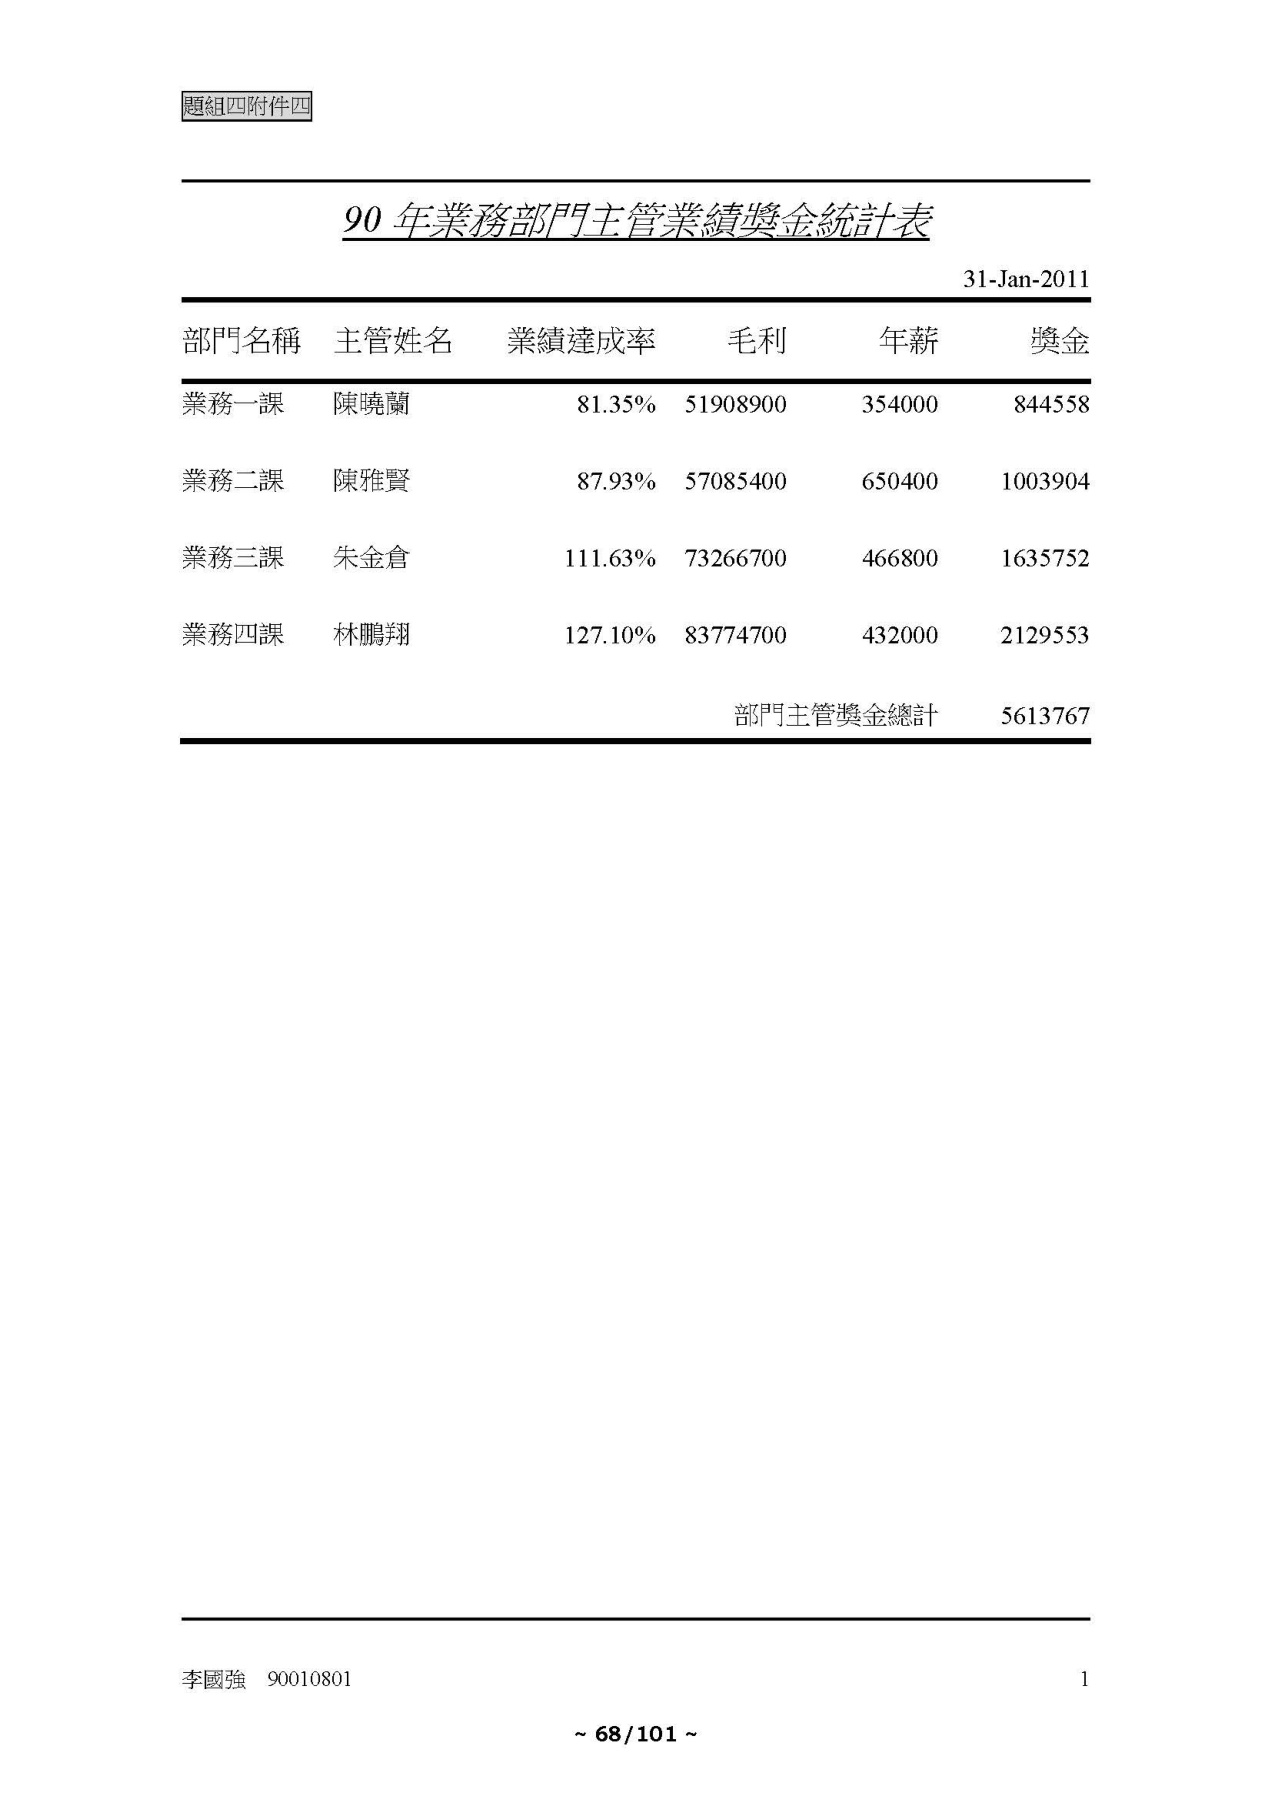 題組四附件四
90 年業務部門主管業績獎金統計表
31-Jan-2011
部門名稱 主管姓名 業績達成率 毛利 年薪 獎金
業務一課 陳曉蘭 81.35% 51908900 354000 844558
業務二課 陳雅賢 87.93% 57085400 650400 1003904
業務三課 朱金倉 111.63% 73266700 466800 1635752
業務四課 林鵬翔 127.10% 83774700 432000 2129553
部門主管獎金總計 5613767
李國強 90010801 1
~ 68/101 ~